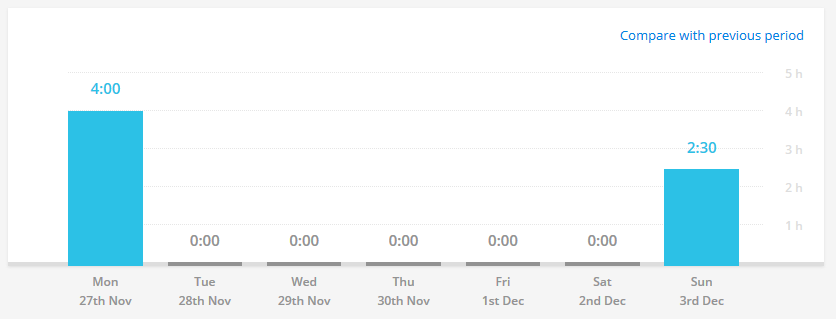 Compare with previous period
5 h
4:00
4 h
3 h
2:30
2 h
1 h
0:00 0:00 0:00 0:00 0:00
Mon Tue Wed Thu Fri Sat Sun
27th Nov 28th Nov 29th Nov 30th Nov 1st Dec 2nd Dec 3rd Dec